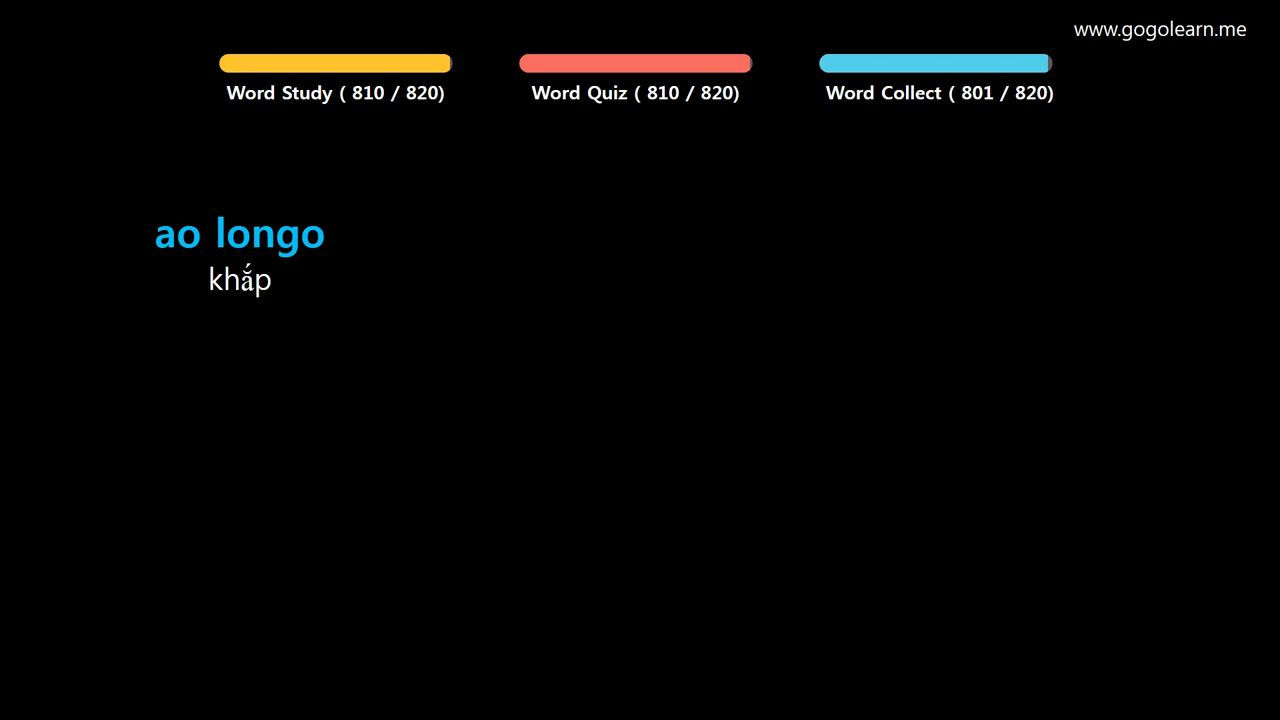 www.gogolearn.me
Word Study ( 810 / 820)
Word Quiz ( 810 / 820)
Word Collect ( 801 / 820)
ao longo
khắp